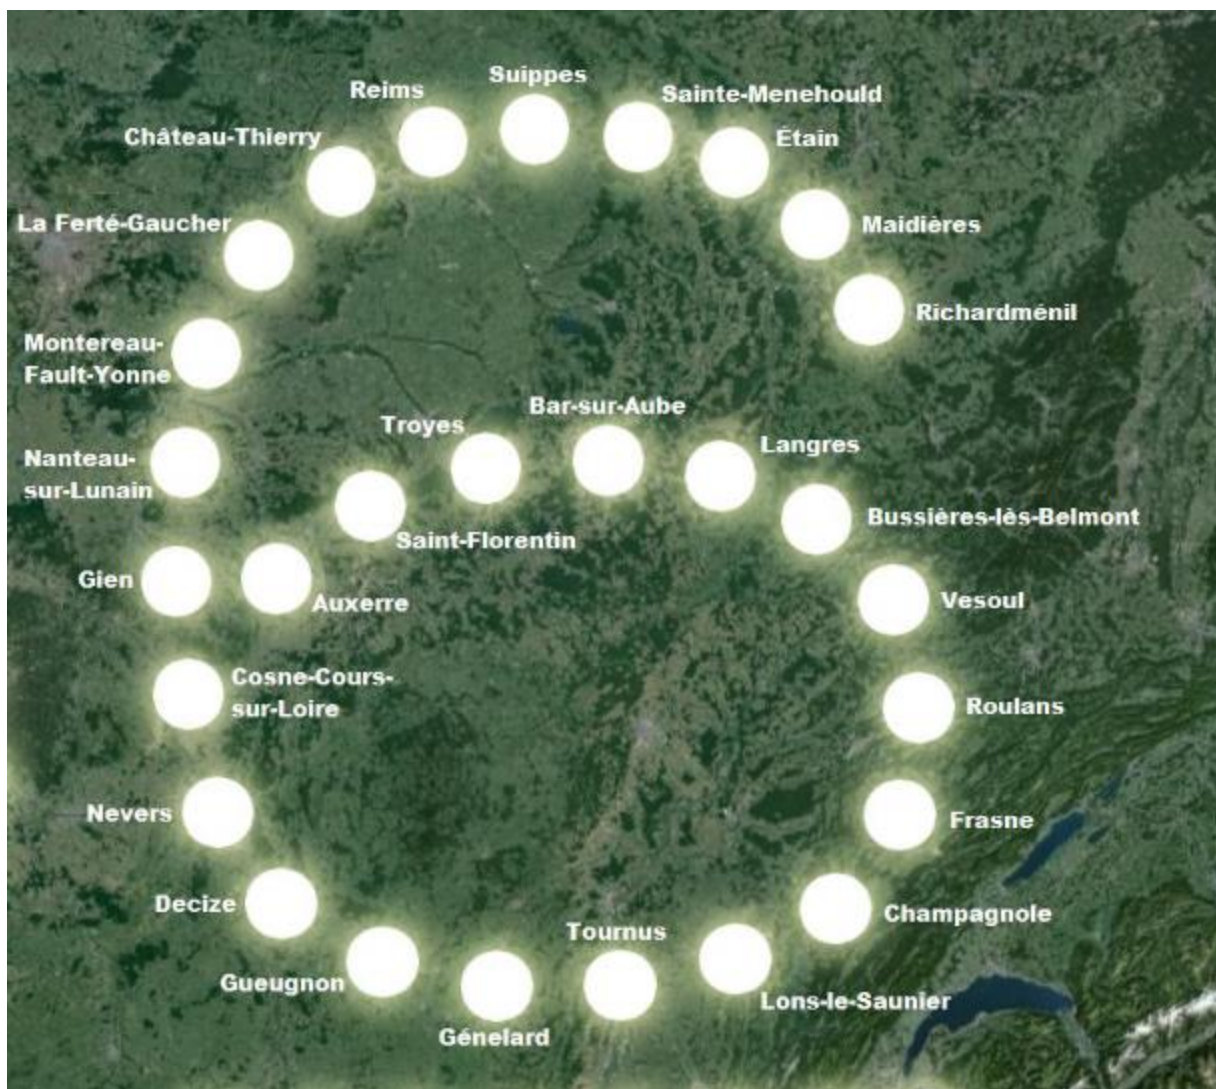 Suippes
Reims
Sainte-Menehould
Château-Thierry
Étain
La Ferté-Gaucher
Maidières
Richardménil
Montereau-
Fault-Yonne
Bar-sur-Aube
Troyes
Langres
Nanteau-
sur-Lunain
Bussières-lès-Belmont
Saint-Florentin
Gien
Auxerre
Vesoul
Cosne-Cours-
sur-Loire
Roulans
Nevers
Frasne
Decize
Champagnole
Tournus
Gueugnon
Lons-le-Saunier
Génelard